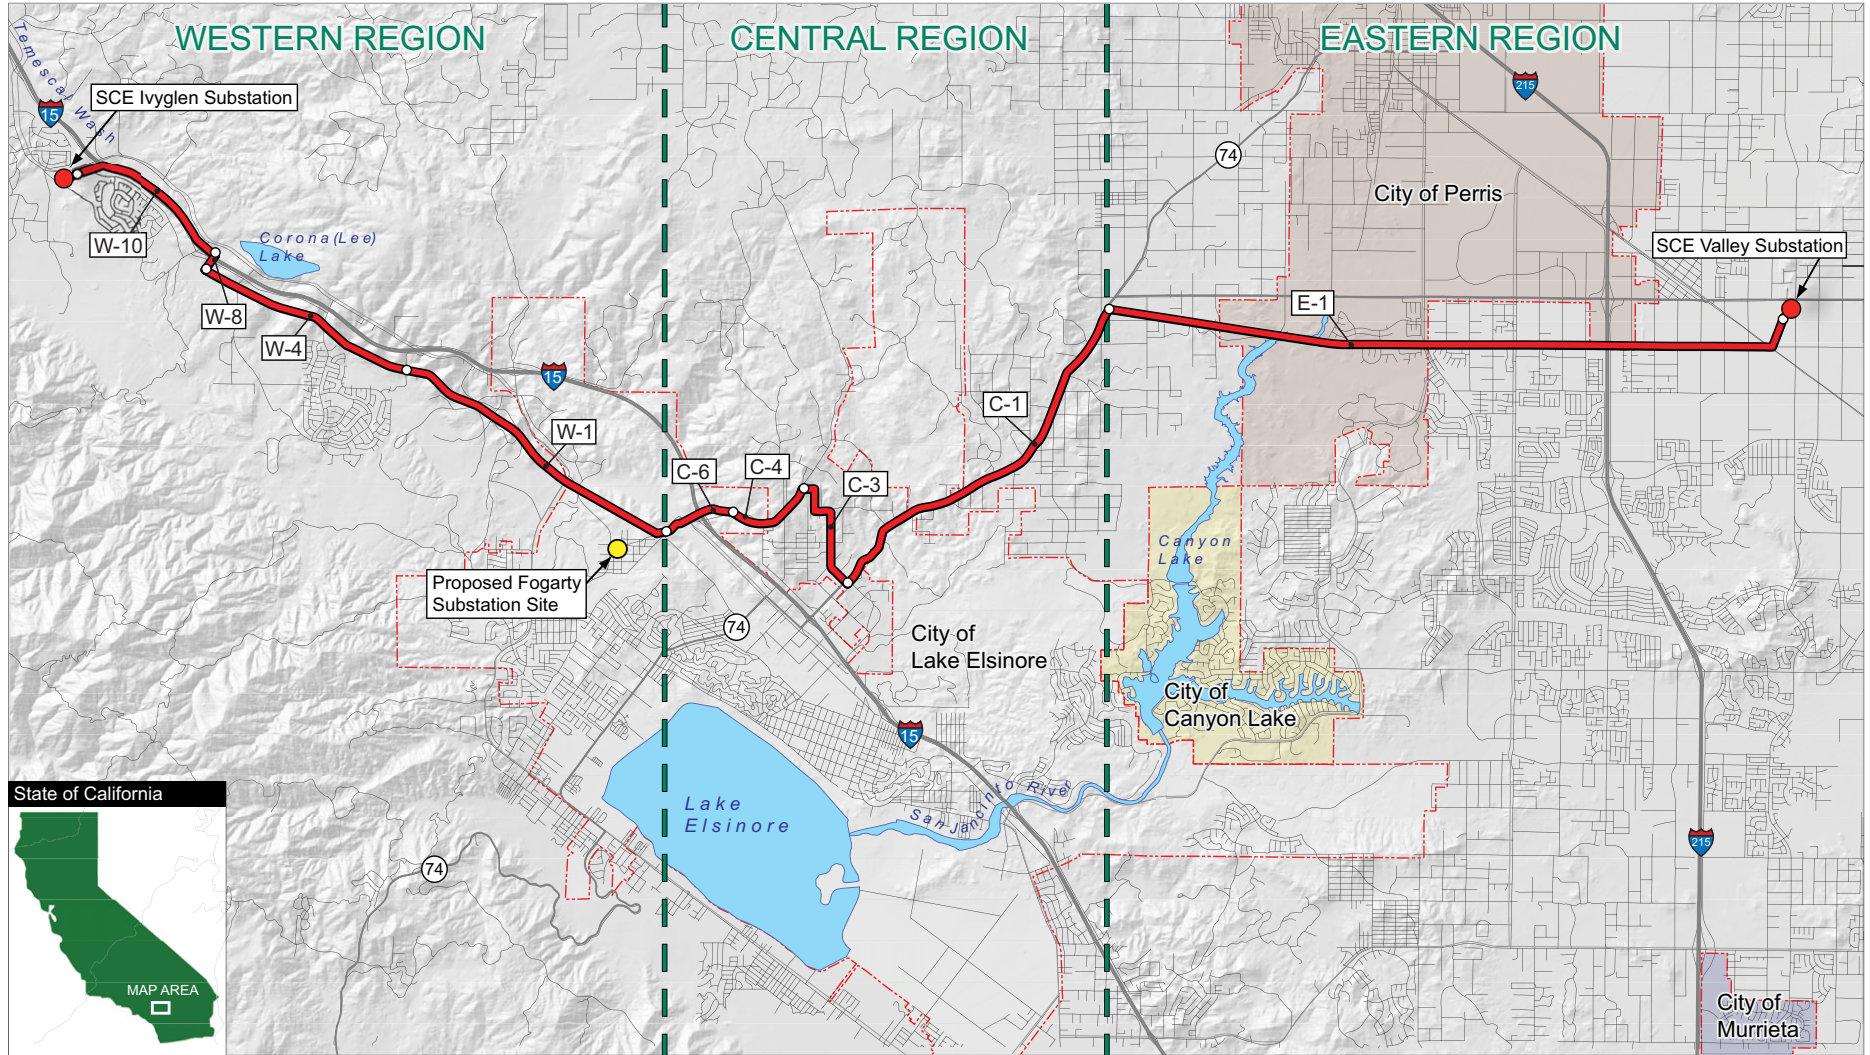 WESTERN REGION
CENTRAL REGION
EASTERN REGION
Temescal Wash
15
SCE Ivyglen Substation
215
74
City of Perris
W-10
Corona (Lee)
Lake
SCE Valley Substation
W-8
E-1
W-4
15
C-1
W-1
C-6
C-4
C-3
Canyon
Lake
Proposed Fogarty
Substation Site
74
City of
Lake Elsinore
City of
Canyon Lake
15
State of California
Lake
Elsinore
San Jancinto River
215
74
MAP AREA
City of
Murrieta